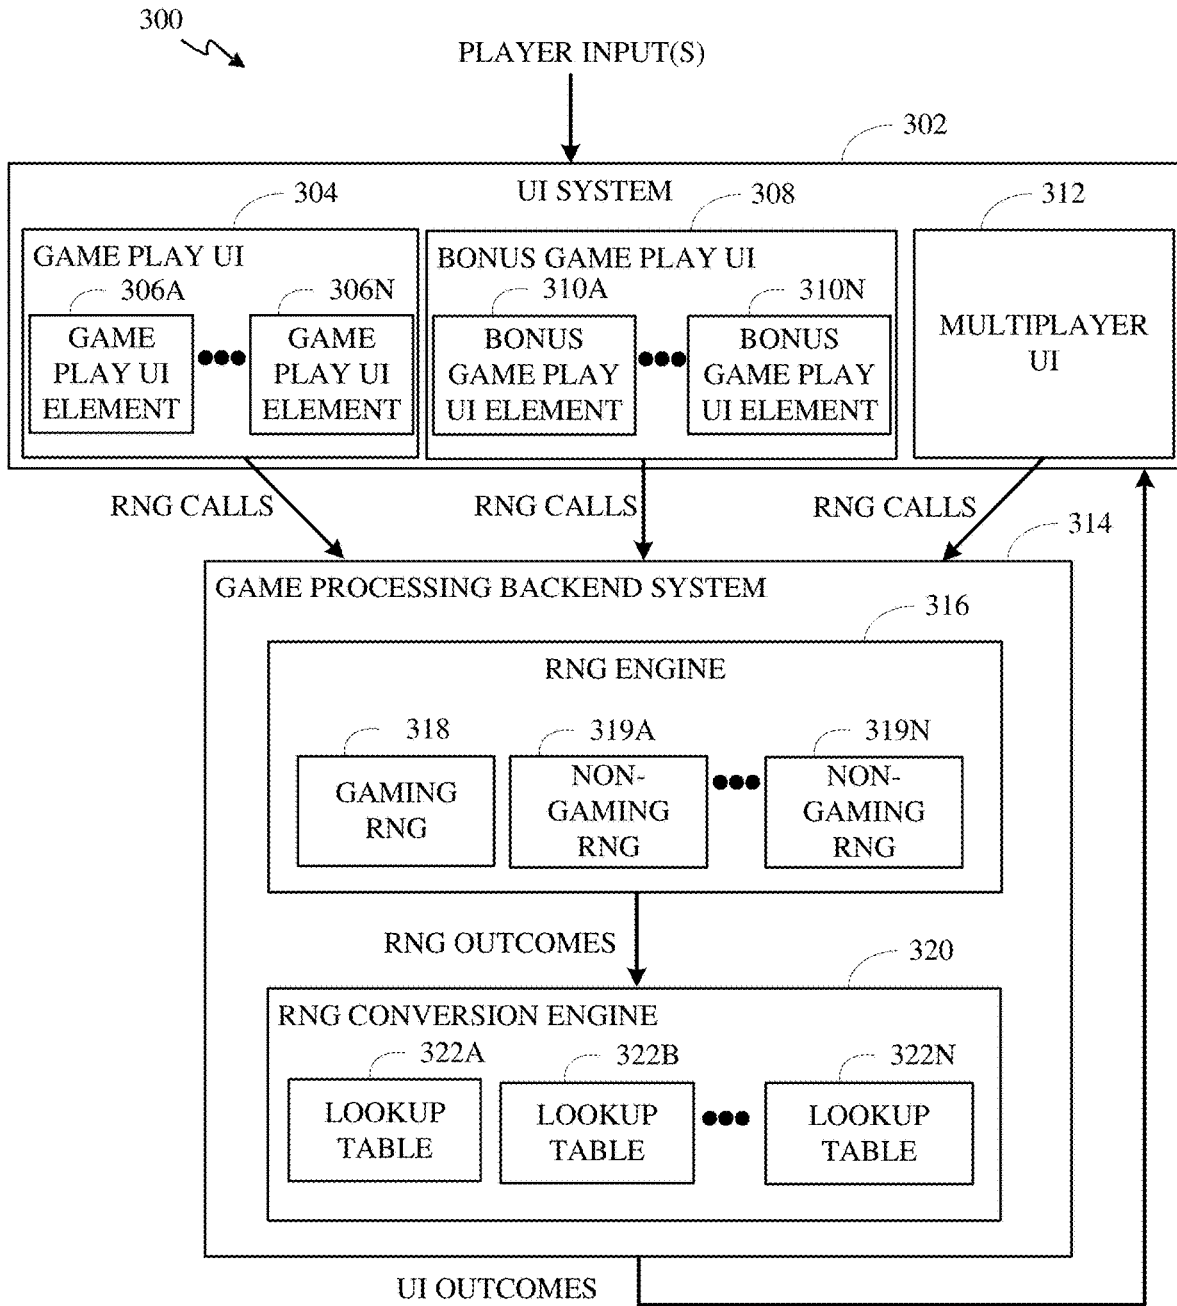 300
PLAYER INPUT(S)
302
UI SYSTEM
304
308
312
GAME PLAY UI
BONUS GAME PLAY UI
306A
306N
310A
310N
GAME
PLAY UI
ELEMENT
GAME
PLAY UI
ELEMENT
BONUS
GAME PLAY
UI ELEMENT
BONUS
GAME PLAY
UI ELEMENT
MULTIPLAYER
UI
RNG CALLS
RNG CALLS
RNG CALLS
314
GAME PROCESSING BACKEND SYSTEM
316
RNG ENGINE
318
319A
319N
GAMING
RNG
NON-
GAMING
RNG
NON-
GAMING
RNG
RNG OUTCOMES
320
RNG CONVERSION ENGINE
322A
322B
322N
LOOKUP
TABLE
LOOKUP
TABLE
LOOKUP
TABLE
UI OUTCOMES